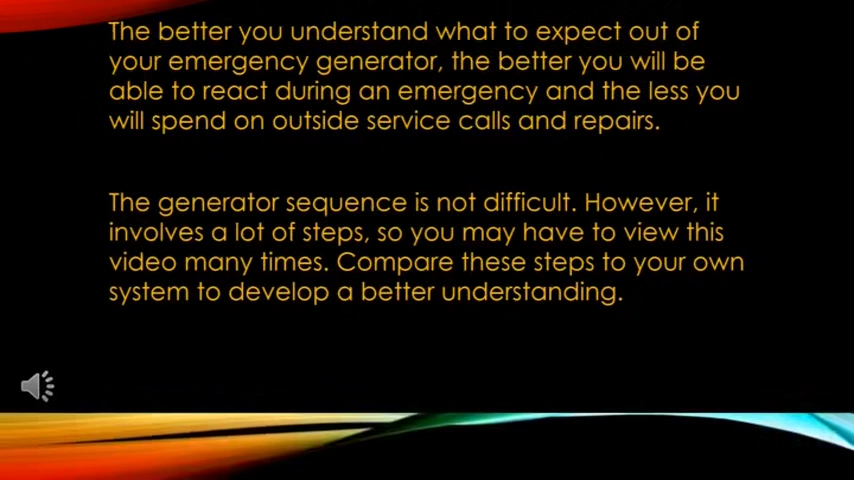 The better you understand what to expect out of
your emergency generator, the better you will be
able to react during an emergency and the less you
will spend on outside service calls and repairs.
The generator sequence is not difficult. However, it
involves a lot of steps, so you may have to view this
video many times. Compare these steps to your own
system to develop a better understanding.